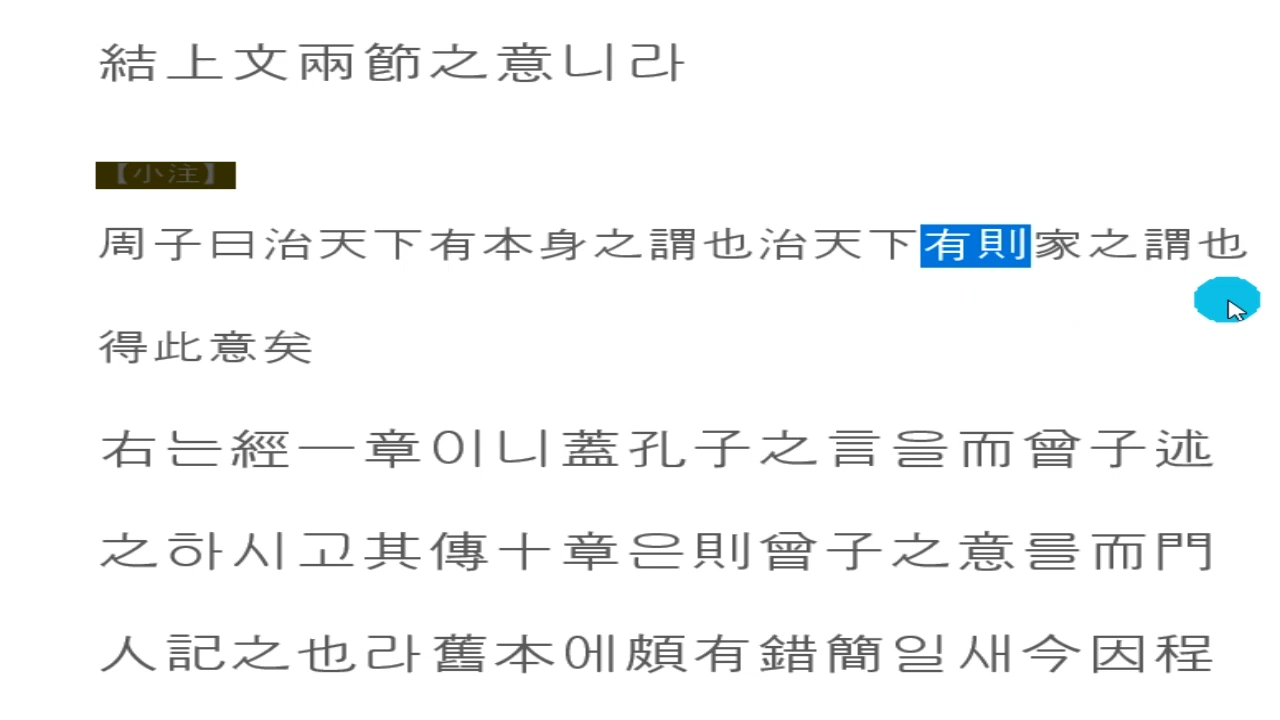 結上文兩節之意니라
【小注】
周子曰治天下有本身之謂也治天下有則家之謂也
得此意矣
右는經一章이니蓋孔子之言을而曾子述
之하시고其傳十章은則曾子之意를而門
人記之也라舊本에頗有錯簡일새今因程